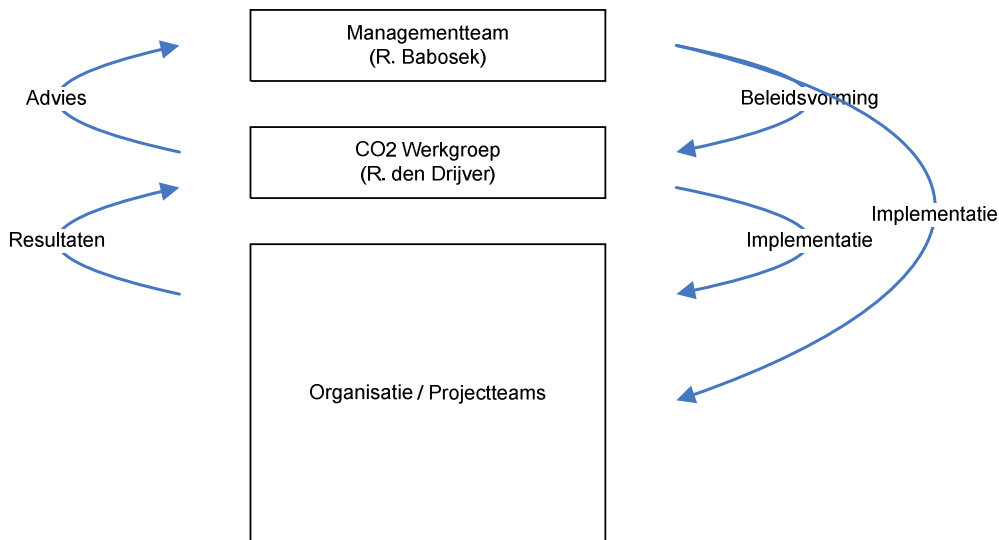 Managementteam
(R. Babosek)
Advies
Beleidsvorming
CO2 Werkgroep
(R. den Drijver)
Implementatie
Resultaten
Implementatie
Organisatie / Projectteams